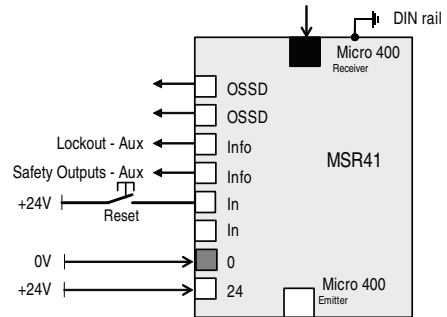 DIN rail
Micro 400
Receiver
OSSD
OSSD
Lockout - Aux
Info
MSR41
Safety Outputs - Aux
Info
+24V
Reset
In
In
0V
0
+24V
24
Micro 400
Emitter